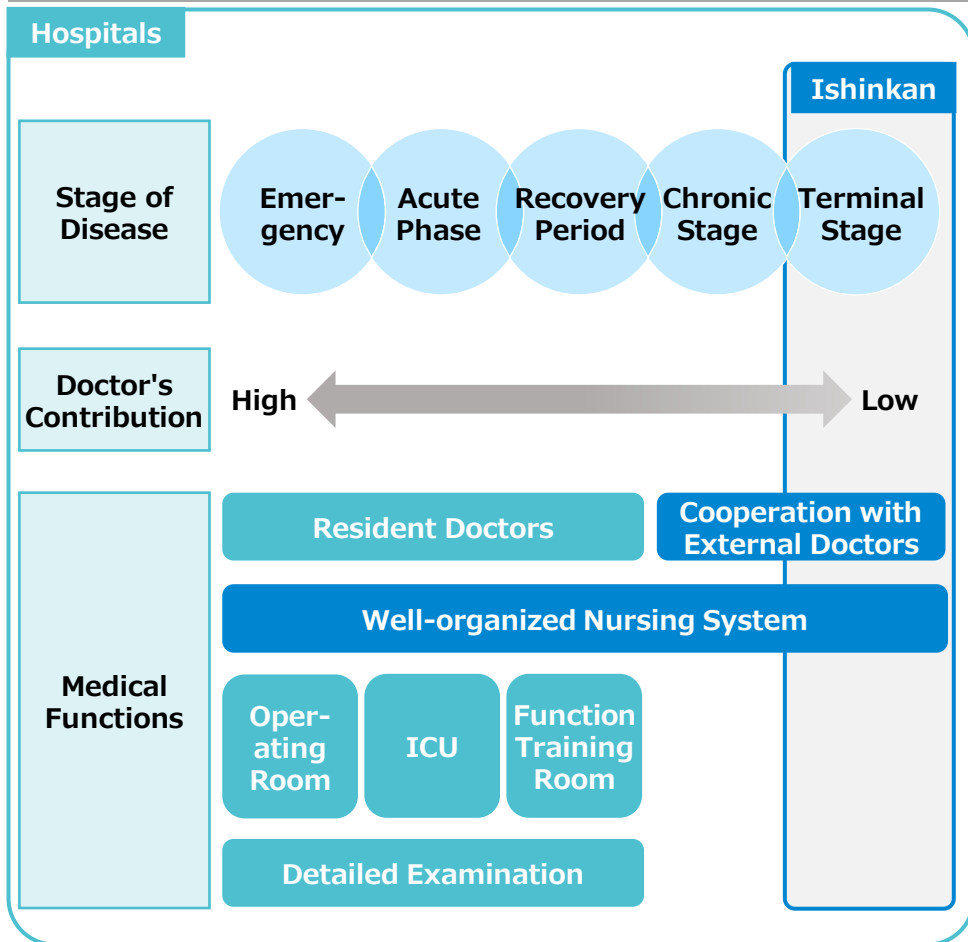 Hospitals
Ishinkan
Stage of
Disease
Emer-
gency
Acute
Phase
Recovery
Period
Chronic
Stage
Terminal
Stage
Doctor's
Contribution
High
Low
Medical
Functions
Resident Doctors
Cooperation with
External Doctors
Well-organized Nursing System
Oper-
ating
Room
ICU
Function
Training
Room
Detailed Examination